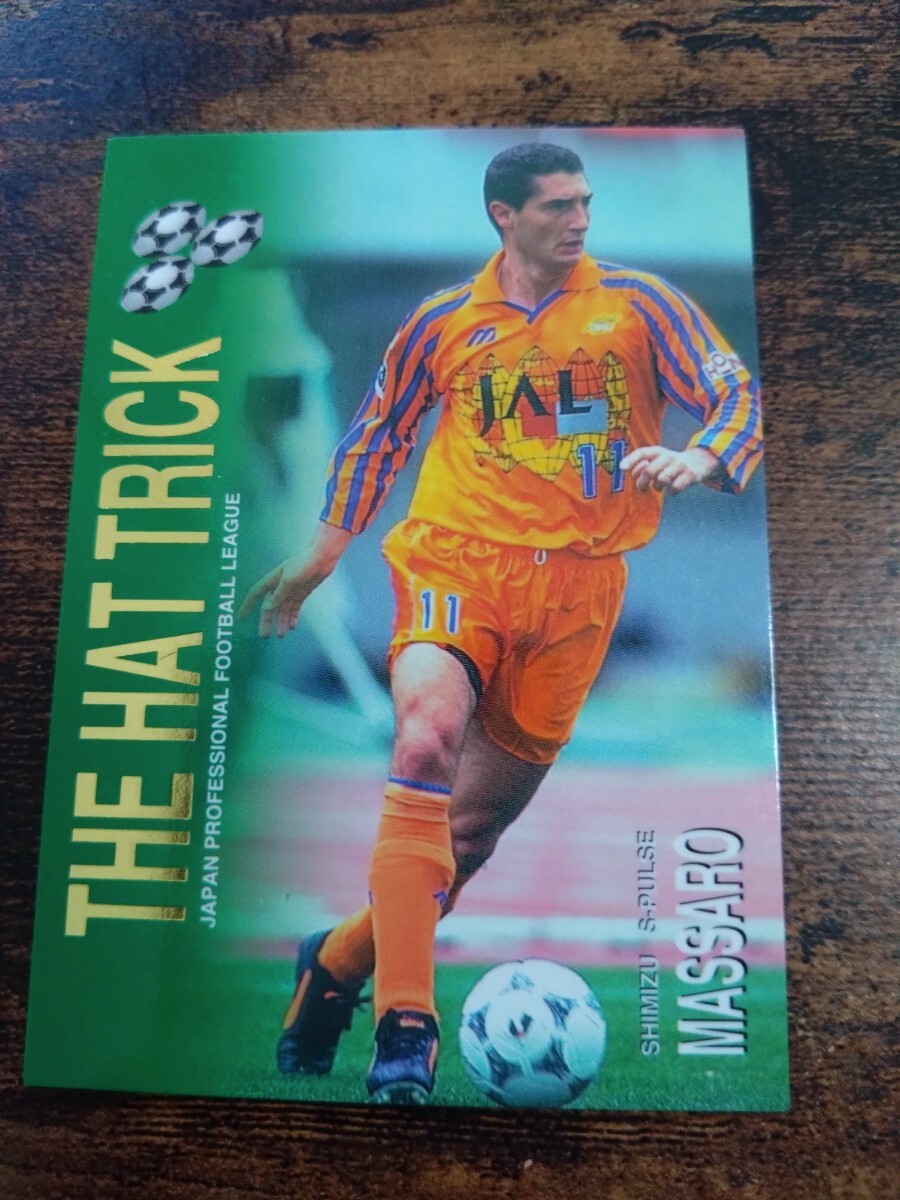 THE HAT TRICK
JAPAN PROFESSIONAL FOOTBALL LEAGUE
JAL
11
11
SHIMIZU S-PULSE
MASSARO